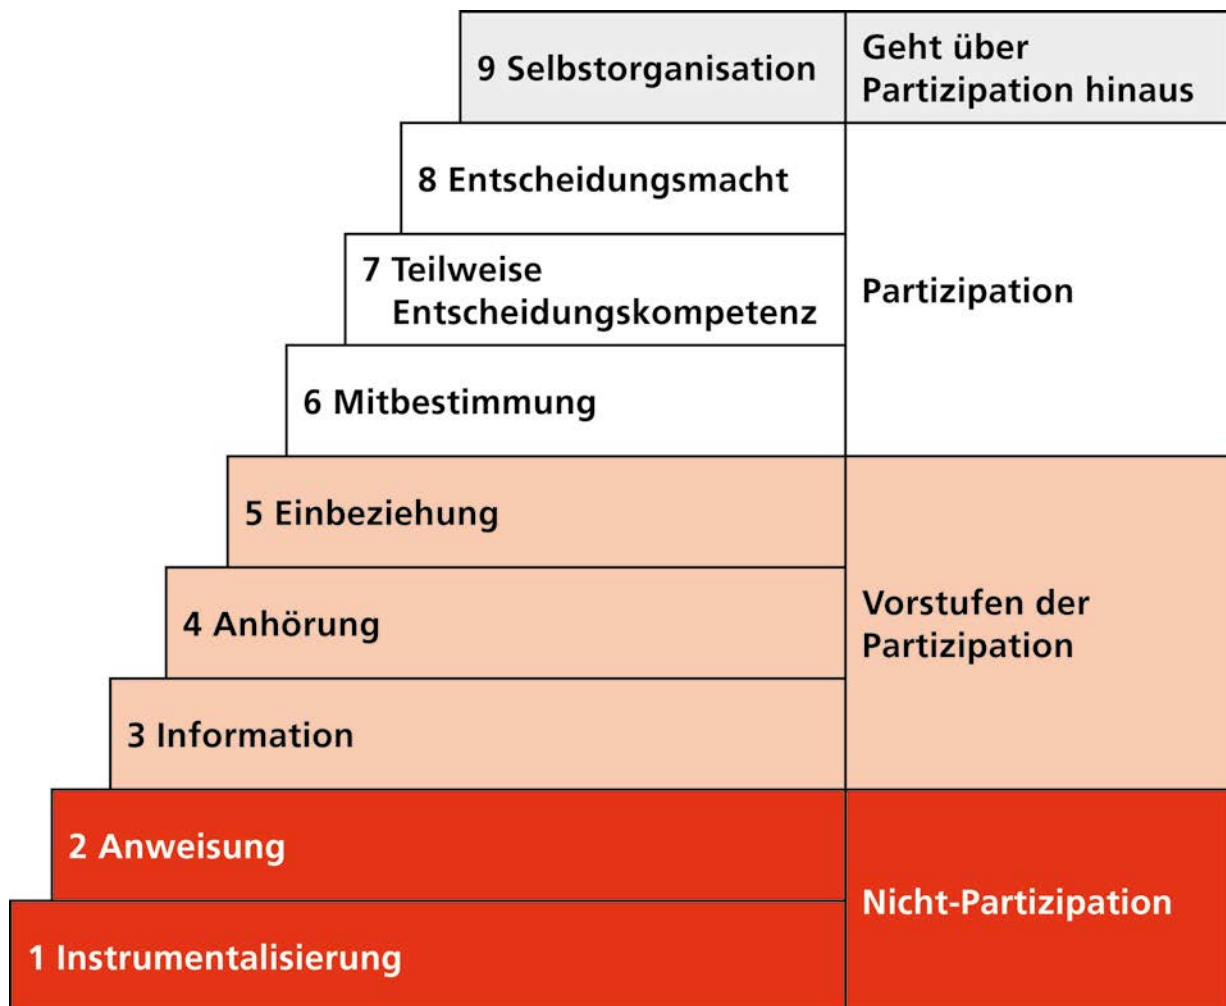 9 Selbstorganisation
Geht über
Partizipation hinaus
8 Entscheidungsmacht
7 Teilweise
Entscheidungskompetenz
6 Mitbestimmung
Partizipation
5 Einbeziehung
4 Anhörung
3 Information
Vorstufen der
Partizipation
2 Anweisung
1 Instrumentalisierung
Nicht-Partizipation